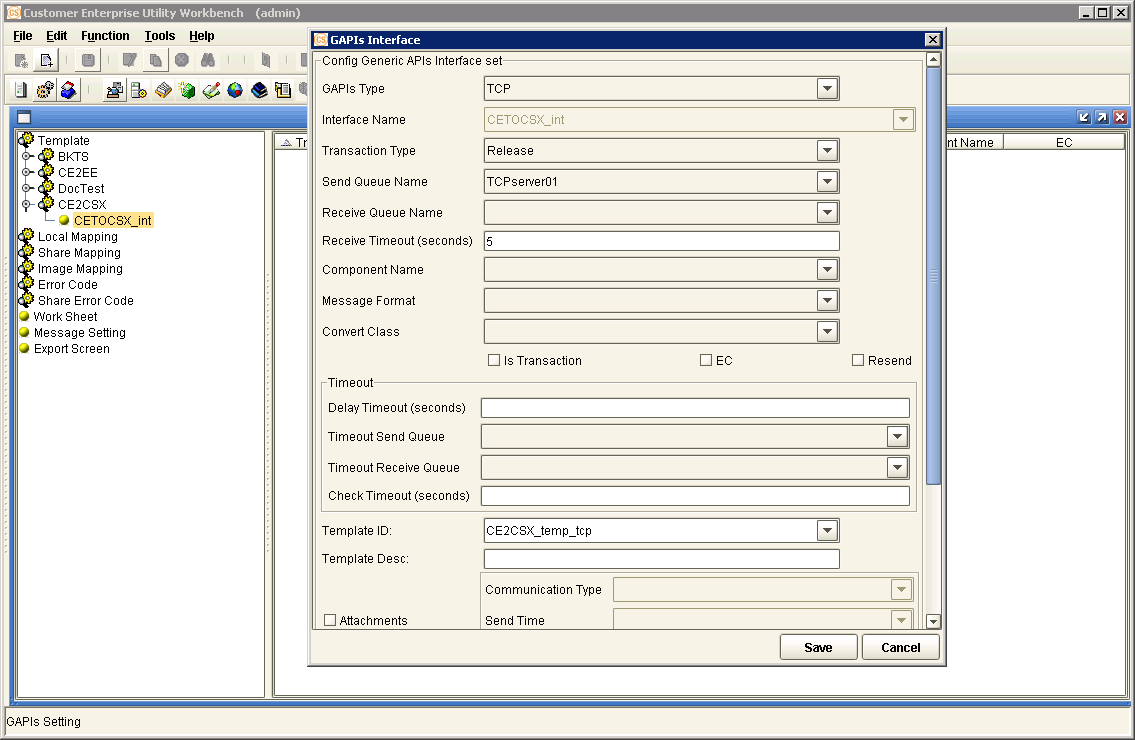 Customer Enterprise Utility Workbench (admin)
File Edit Function Tools Help
Template
BKTS
CE2EE
DocTest
CE2CSX
CETOCSX_int
Local Mapping
Share Mapping
Image Mapping
Error Code
Share Error Code
Work Sheet
Message Setting
Export Screen
Name EC
GAPIs Interface
Config Generic APIs Interface set
GAPIs Type TCP
Interface Name CETOCSX_int
Transaction Type Release
Send Queue Name TCPserver01
Receive Queue Name
Receive Timeout (seconds) 5
Component Name
Message Format
Convert Class
Is Transaction EC Resend
Timeout
Delay Timeout (seconds)
Timeout Send Queue
Timeout Receive Queue
Check Timeout (seconds)
Template ID: CE2CSX_temp_tcp
Template Desc:
Communication Type
Attachments Send Time
Save Cancel
GAPIs Setting